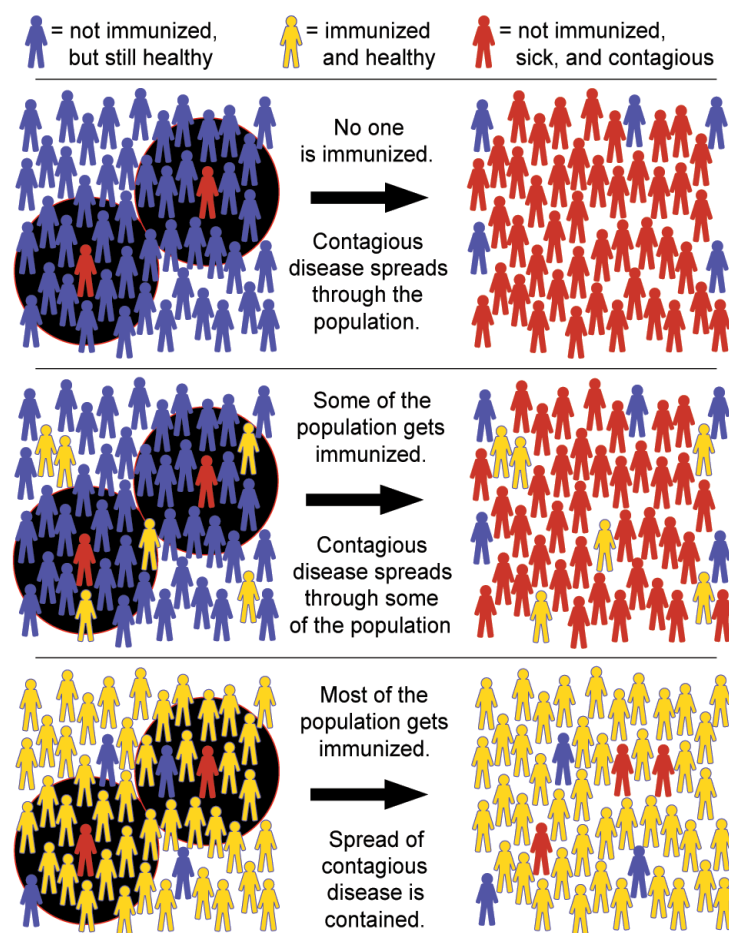 = not immunized,
but still healthy
= immunized
and healthy
= not immunized,
sick, and contagious
No one
is immunized.
Contagious
disease spreads
through the
population.
Some of the
population gets
immunized.
Contagious
disease spreads
through some
of the population
Most of the
population gets
immunized.
Spread of
contagious
disease is
contained.